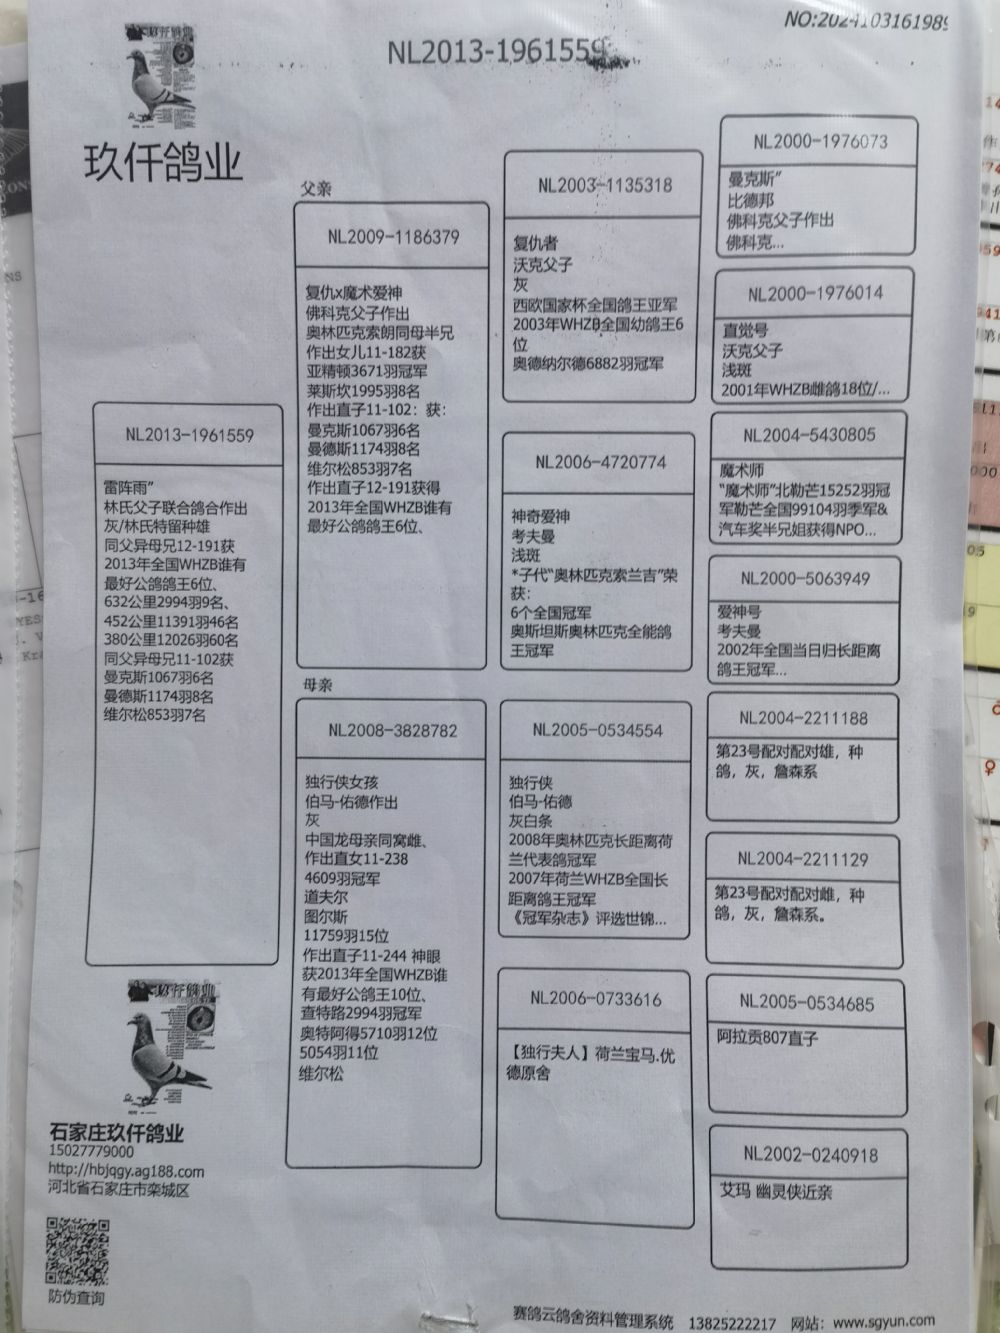 NO:20241031619895
NL2013-1961559
玖仟鸽业
NL2013-1961559
雷阵雨”
林氏父子联合鸽合作出
灰/林氏特留种雄
同父异母兄12-191获
2013年全国WHZB谁有
最好公鸽鸽王6位、
632公里2994羽9名、
452公里11391羽46名
380公里12026羽60名
同父异母兄11-102获
曼克斯1067羽6名
曼德斯1174羽8名
维尔松853羽7名
父亲
NL2009-1186379
复仇x魔术爱神
佛科克父子作出
奥林匹克索朗同母半兄
作出女儿11-182获
亚精顿3671羽冠军
莱斯坎1995羽8名
作出直子11-102：获：
曼克斯1067羽6名
曼德斯1174羽8名
维尔松853羽7名
作出直子12-191获得
2013年全国WHZB谁有
最好公鸽鸽王6位、
母亲
NL2008-3828782
独行侠女孩
伯马-佑德作出
灰
中国龙母亲同窝雌、
作出直女11-238
4609羽冠军
道夫尔
图尔斯
11759羽15位
作出直子11-244 神眼
获2013年全国WHZB谁
有最好公鸽王10位、
查特路2994羽冠军
奥特阿得5710羽12位
5054羽11位
维尔松
NL2003-1135318
复仇者
沃克父子
灰
西欧国家杯全国鸽王亚军
2003年WHZB全国幼鸽王6
位
奥德纳尔德6882羽冠军
NL2006-4720774
神奇爱神
考夫曼
浅斑
*子代“奥林匹克索兰吉”荣
获：
6个全国冠军
奥斯坦斯奥林匹克全能鸽
王冠军
NL2005-0534554
独行侠
伯马-佑德
灰白条
2008年奥林匹克长距离荷
兰代表鸽冠军
2007年荷兰WHZB全国长
距离鸽王冠军
《冠军杂志》评选世锦...
NL2006-0733616
【独行夫人】荷兰宝马.优
德原舍
NL2000-1976073
曼克斯”
比德邦
佛科克父子作出
佛科克...
NL2000-1976014
直觉号
沃克父子
浅斑
2001年WHZB雌鸽18位/...
NL2004-5430805
魔术师
“魔术师”北勒芒15252羽冠
军勒芒全国99104羽季军&
汽车奖半兄姐获得NPO...
NL2000-5063949
爱神号
考夫曼
2002年全国当日归长距离
鸽王冠军...
NL2004-2211188
第23号配对配对雄，种
鸽，灰，詹森系
NL2004-2211129
第23号配对配对雌，种
鸽，灰，詹森系。
NL2005-0534685
阿拉贡807直子
NL2002-0240918
艾玛 幽灵侠近亲
石家庄玖仟鸽业
15027779000
http://hbjqgy.ag188.com
河北省石家庄市栾城区
防伪查询
赛鸽云鸽舍资料管理系统 13825222217 网站：www.sgyun.com